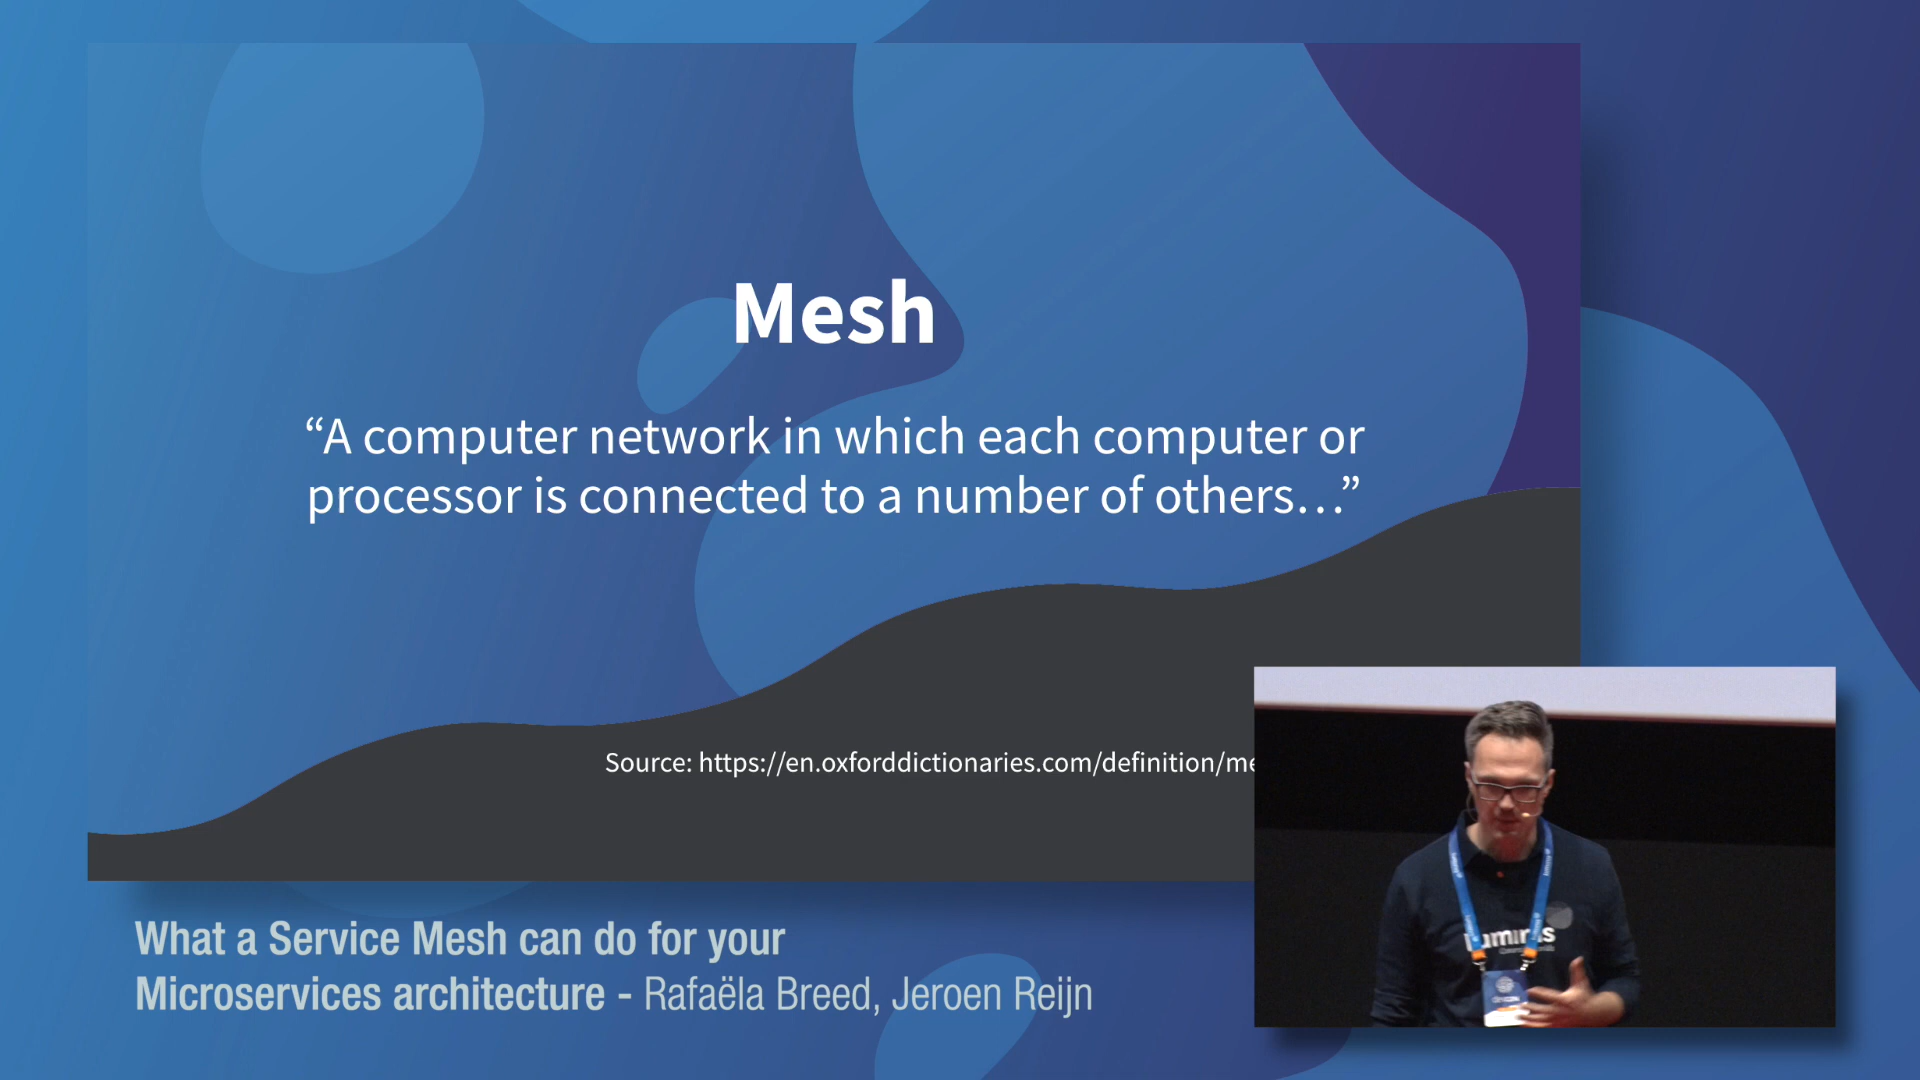 Mesh
“A computer network in which each computer or
processor is connected to a number of others…”
Source: https://en.oxforddictionaries.com/definition/me
What a Service Mesh can do for your
Microservices architecture - Rafaëla Breed, Jeroen Reijn